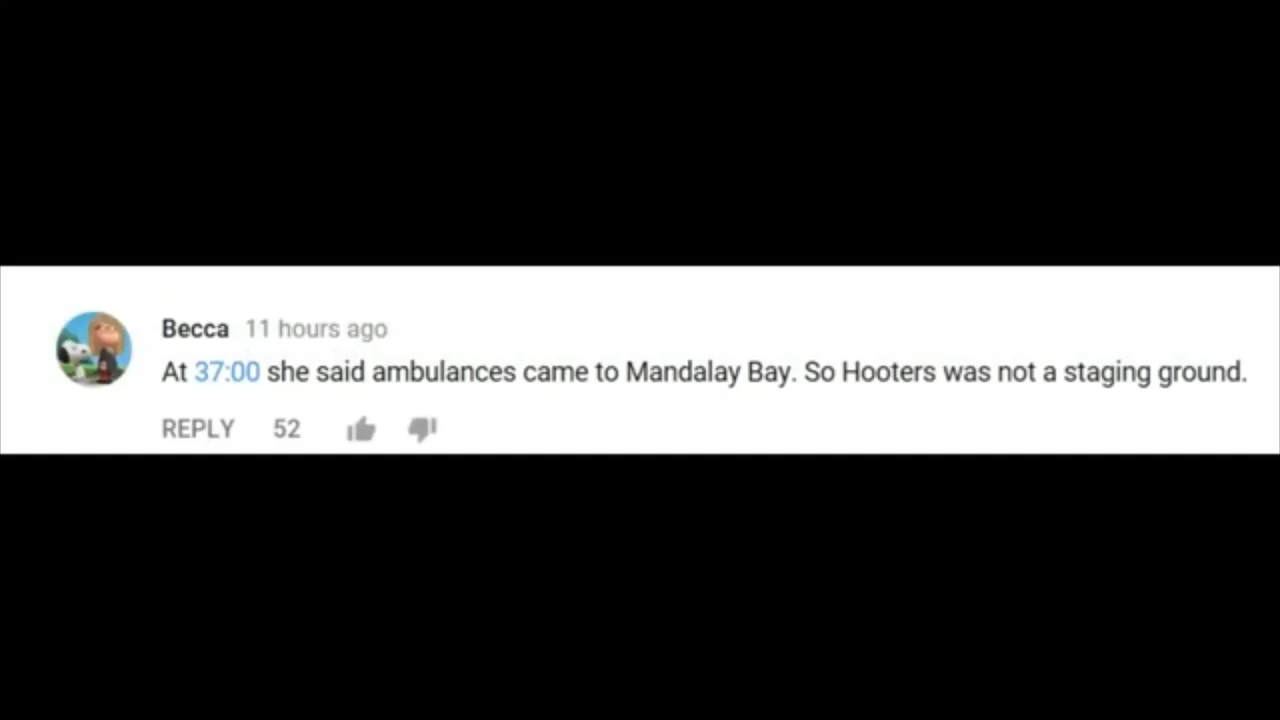 Becca 11 hours ago
At 37:00 she said ambulances came to Mandalay Bay. So Hooters was not a staging ground.
REPLY 52